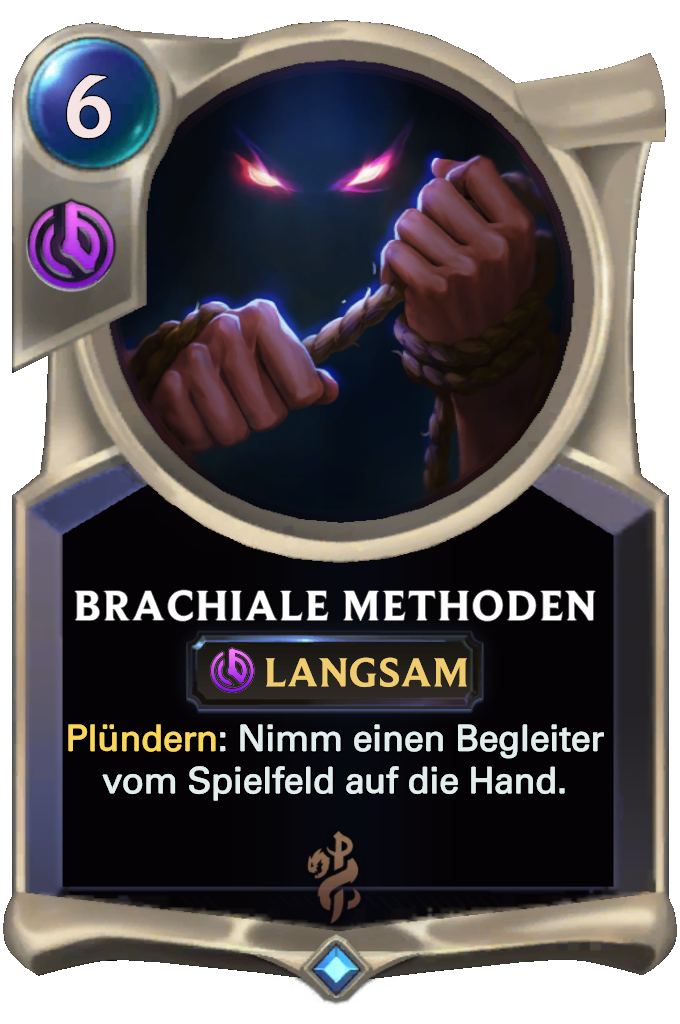 6
BRACHIALE METHODEN
LANGSAM
Plündern: Nimm einen Begleiter
vom Spielfeld auf die Hand.